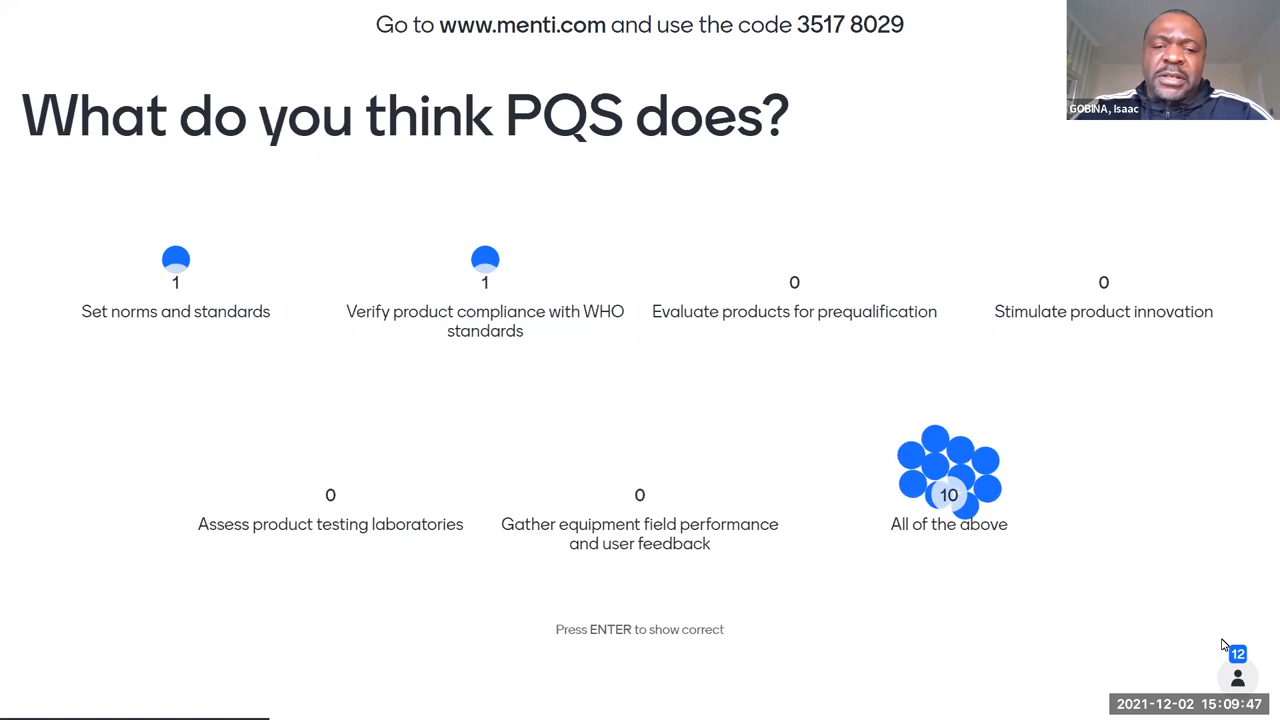 Go to www.menti.com and use the code 3517 8029
GOBINA, Isaac
What do you think PQS does?
1
Set norms and standards
1
Verify product compliance with WHO
standards
0
Evaluate products for prequalification
0
Stimulate product innovation
0
Assess product testing laboratories
0
Gather equipment field performance
and user feedback
10
All of the above
Press ENTER to show correct
12
2021-12-02 15:09:47